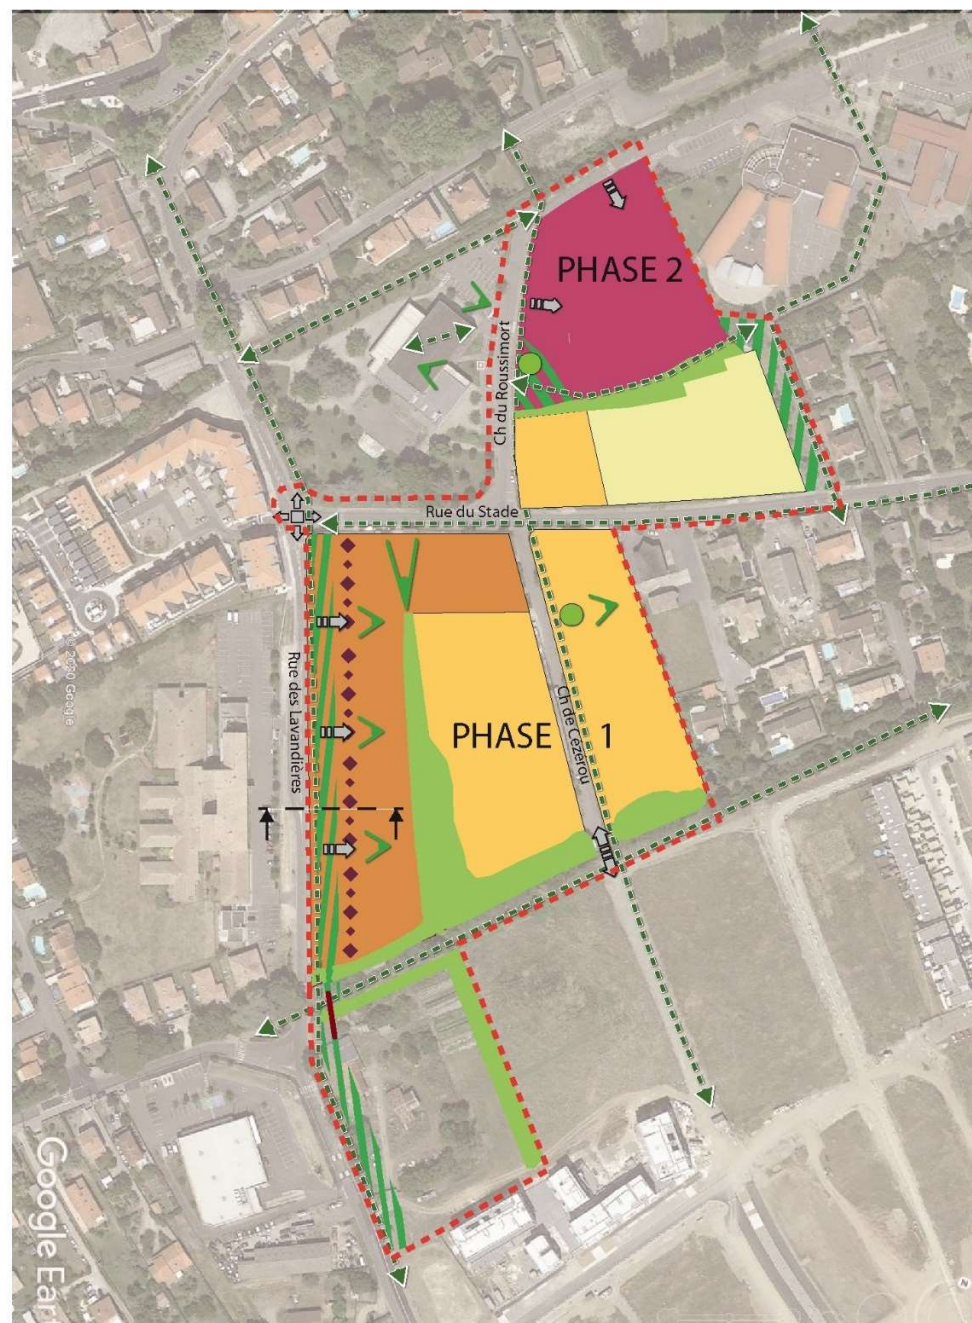 PHASE 2
Ch du Roussimort
Rue du Stade
Rue des Lavandières
PHASE 1
Ch de Cézerou
2020 Google
Google Ear
N